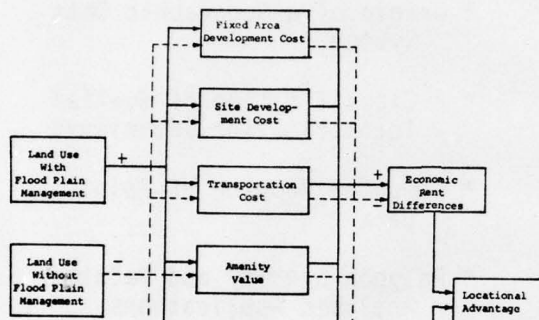 Fixed Area
Development Cost
Site Develop-
ment Cost
Land Use
With
Flood Plain
Management
+
Transportation
Cost
+
-
Economic
Rent
Differences
Land Use
Without
Flood Plain
Management
-
Amenity
Value
Locational
Advantage